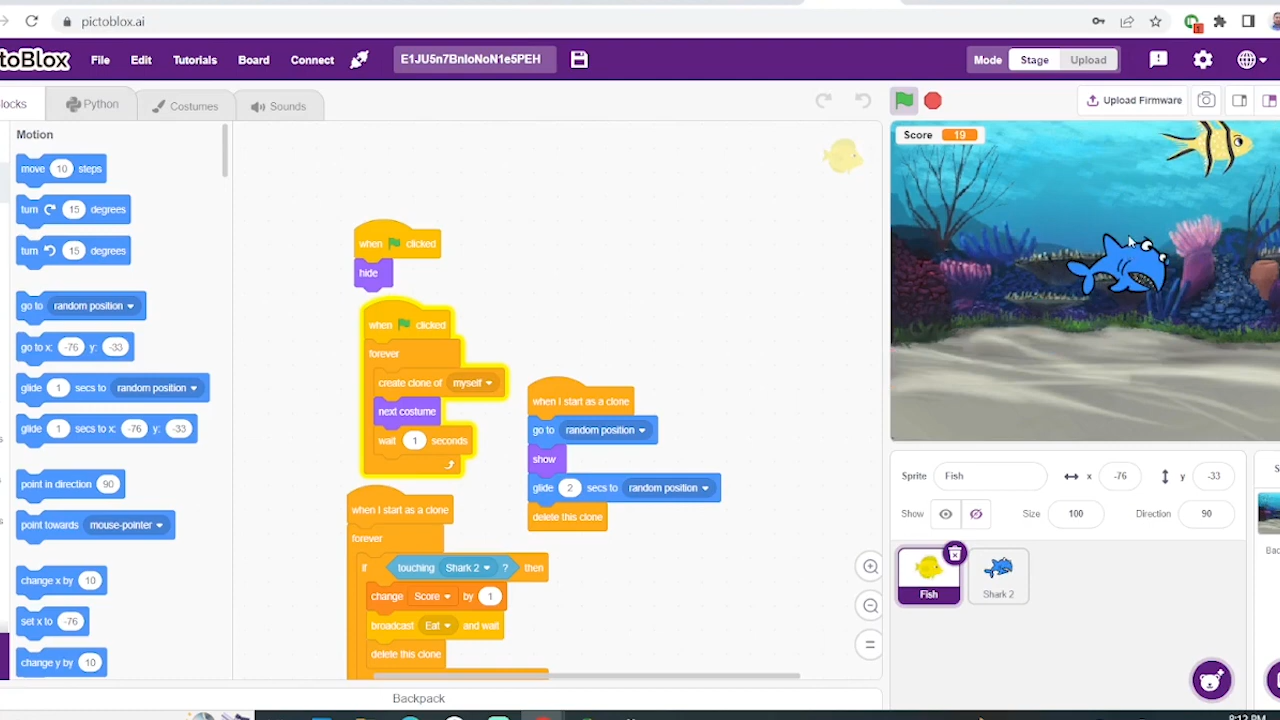 pictoblox.ai
toBlox File Edit Tutorials Board Connect E1JU5n7BnIoNoN1e5PEH Mode Stage Upload
locks Python Costumes Sounds Upload Firmware
Motion
move 10 steps
turn 15 degrees
turn 15 degrees
go to random position
go to x: -76 y: -33
glide 1 secs to random position
glide 1 secs to x: -76 y: -33
point in direction 90
point towards mouse-pointer
change x by 10
set x to -76
change y by 10
when clicked
hide
when clicked
forever
create clone of myself
next costume
wait 1 seconds
when I start as a clone
forever
if touching Shark 2 ? then
change Score by 1
broadcast Eat and wait
delete this clone
when I start as a clone
go to random position
show
glide 2 secs to random position
delete this clone
Backpack
Score 19
Sprite Fish x -76 y -33
Show Size 100 Direction 90
Fish Shark 2